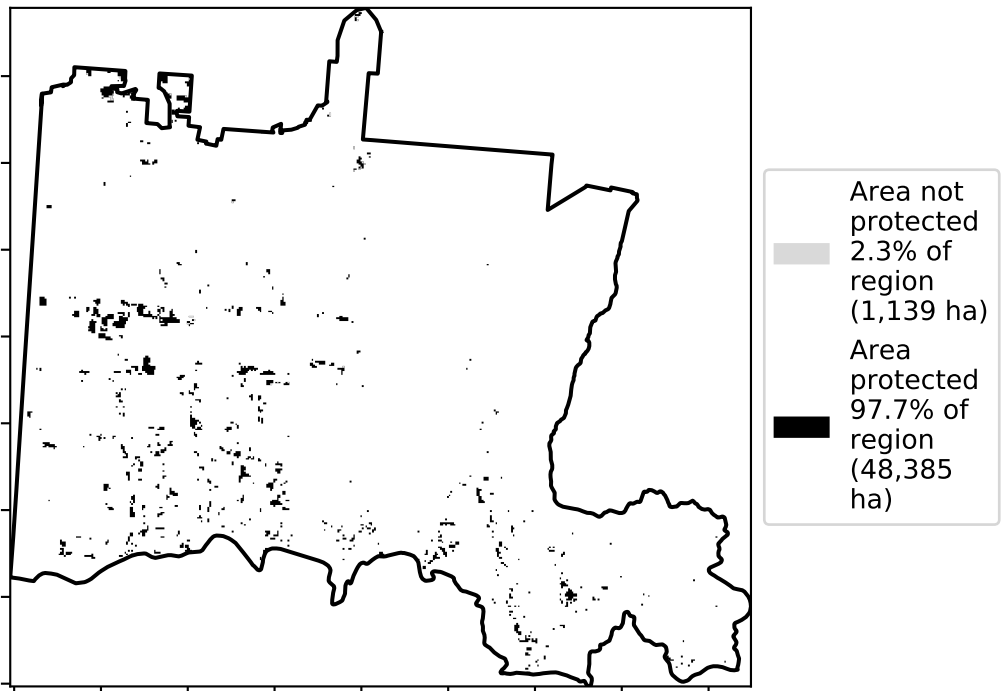 Area not
protected
2.3% of
region
(1,139 ha)
Area
protected
97.7% of
region
(48,385
ha)